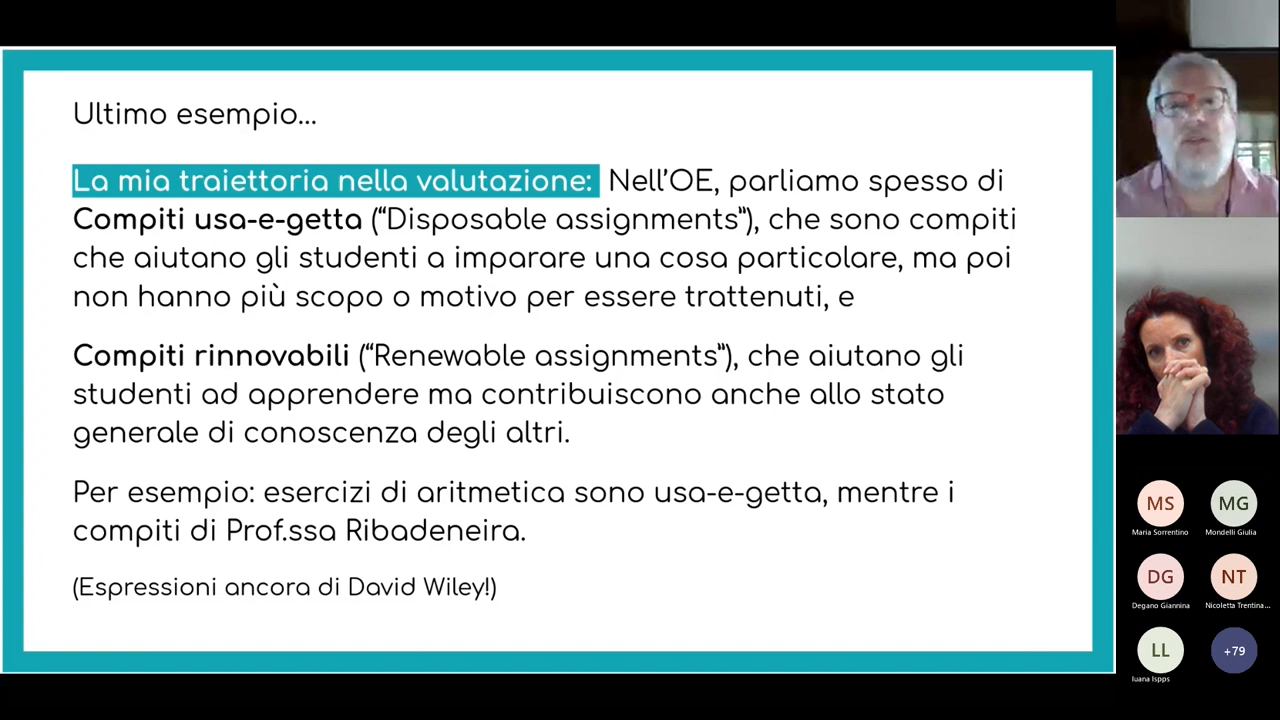 Ultimo esempio...
La mia traiettoria nella valutazione: Nell’OE, parliamo spesso di
Compiti usa-e-getta (“Disposable assignments”), che sono compiti
che aiutano gli studenti a imparare una cosa particolare, ma poi
non hanno più scopo o motivo per essere trattenuti, e
Compiti rinnovabili (“Renewable assignments”), che aiutano gli
studenti ad apprendere ma contribuiscono anche allo stato
generale di conoscenza degli altri.
Per esempio: esercizi di aritmetica sono usa-e-getta, mentre i
compiti di Prof.ssa Ribadeneira.
(Espressioni ancora di David Wiley!)
MS
Maria Sorrentino
MG
Mondelli Giulia
DG
Degano Giannina
NT
Nicoletta Trentina...
LL
Iuana Ispps
+79